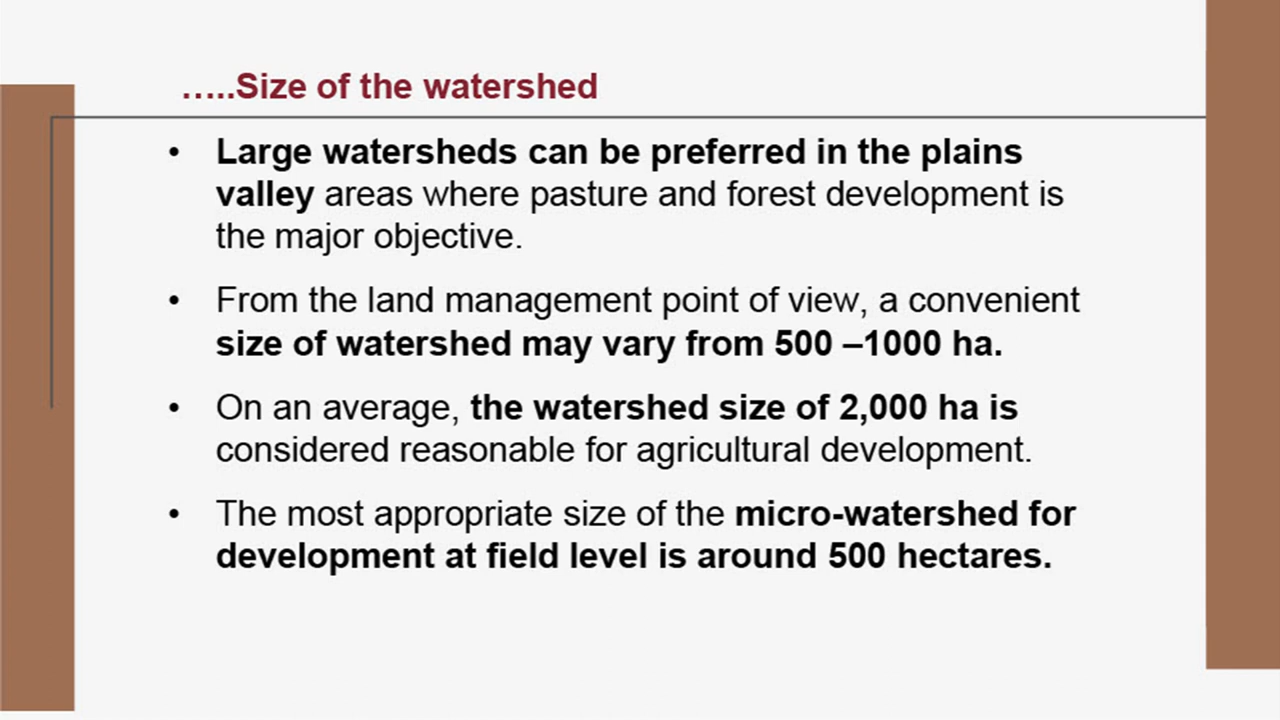 …..Size of the watershed
• Large watersheds can be preferred in the plains
valley areas where pasture and forest development is
the major objective.
• From the land management point of view, a convenient
size of watershed may vary from 500 –1000 ha.
• On an average, the watershed size of 2,000 ha is
considered reasonable for agricultural development.
• The most appropriate size of the micro-watershed for
development at field level is around 500 hectares.